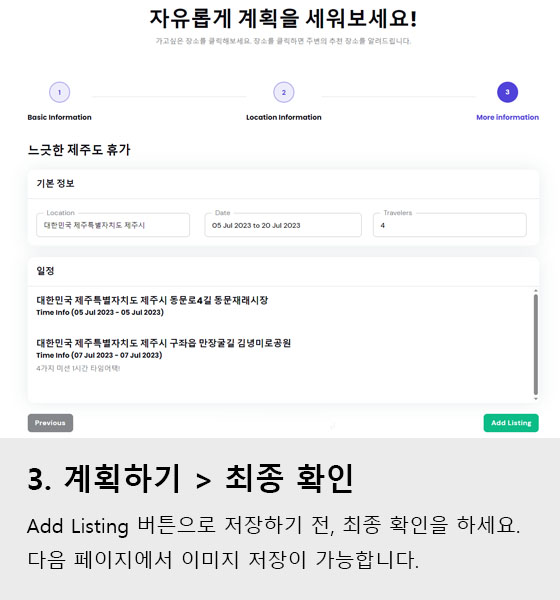 자유롭게 계획을 세워보세요!
가고싶은 장소를 클릭해보세요. 장소를 클릭하면 주변의 추천 장소를 알려드립니다.
1
2
3
Basic Information
Location Information
More information
느긋한 제주도 휴가
기본 정보
Location
Date
Travelers
대한민국 제주특별자치도 제주시
05 Jul 2023 to 20 Jul 2023
4
일정
대한민국 제주특별자치도 제주시 동문로4길 동문재래시장
Time Info (05 Jul 2023 - 05 Jul 2023)
대한민국 제주특별자치도 제주시 구좌읍 만장굴길 김녕미로공원
Time Info (07 Jul 2023 - 07 Jul 2023)
4가지 미션 1시간 타임어택!
Previous
Add Listing
3. 계획하기 > 최종 확인
Add Listing 버튼으로 저장하기 전, 최종 확인을 하세요.
다음 페이지에서 이미지 저장이 가능합니다.